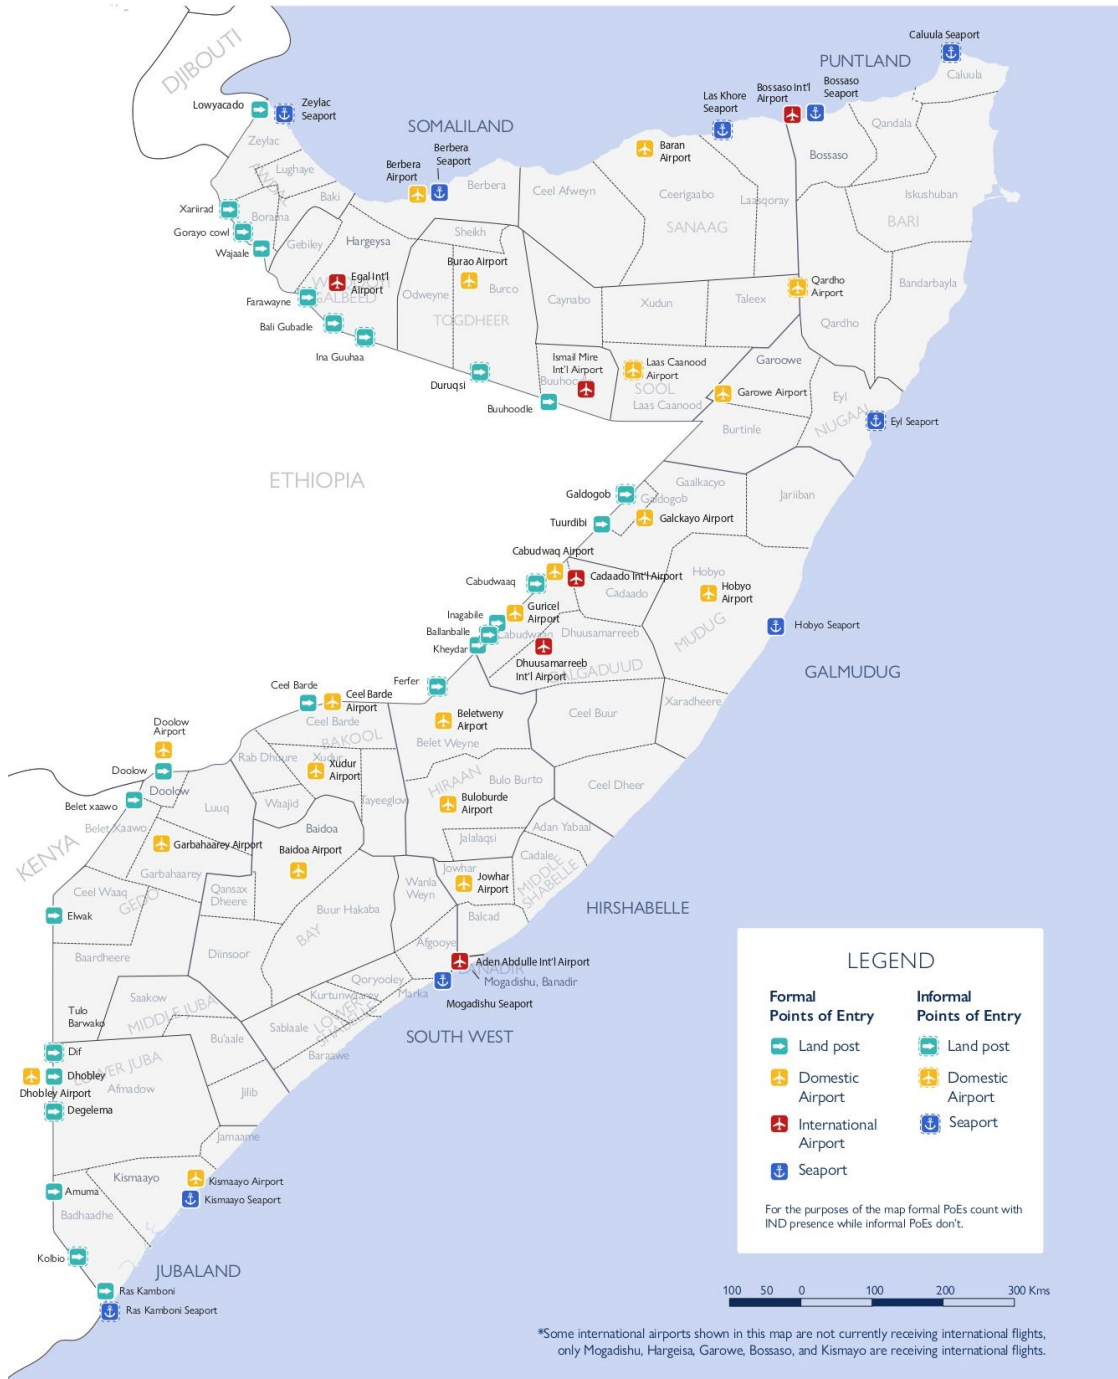 Caluula Seaport
DJIBOUTI
PUNTLAND
Caluula
Bossaso Int'l
Airport
Bossaso
Seaport
Las Khore
Seaport
Lowyacado
Zeylac
Seaport
SOMALILAND
Qandala
Zeylac
Berbera
Seaport
Baran
Airport
Bossaso
Lughaye
AWDAL
Berbera
Airport
Berbera
Ceel Afweyn
Ceerigaabo
Laasqoray
Iskushuban
Baki
Xariirad
Borama
SANAAG
BARI
Gorayo cowl
Sheikh
Wajaale
Gebiley
Hargeysa
Burao Airport
Egal Int'l
Airport
GALBEED
Farawayne
Odweyne
Burco
Caynabo
Xudun
Taleex
Qardho
Airport
Bandarbayla
TOGDHEER
Qardho
Bali Gubadle
Ina Guuhaa
Ismail Mire
Int'l Airport
Laas Caanood
Airport
Garoowe
Duruqsi
Buuhoodle
SOOL
Laas Caanood
Garowe Airport
Eyl
Buuhoodle
NUGAAL
Eyl Seaport
Burtinle
ETHIOPIA
Gaalkacyo
Galdogob
Galdogob
Jariiban
Tuurdibi
Galckayo Airport
Cabudwaq Airport
Cabudwaaq
Cadaado Int'l Airport
Hobyo
Cadaado
Hobyo
Airport
Guricel
Airport
Inagabile
Ballanballe
Cabudwaan
Dhuusamarreeb
MUDUG
Hobyo Seaport
Kheydar
Dhuusamarreeb
Int'l Airport
GALGADUUD
GALMUDUG
Ferfer
Ceel Barde
Ceel Barde
Airport
Xaradheere
Ceel Barde
Beletweny
Airport
Ceel Buur
Doolow
Airport
BAKOOL
Belet Weyne
Rab Dhuure
Xudur
Xudur
Airport
Doolow
HIRAAN
Bulo Burto
Ceel Dheer
Doolow
Belet xaawo
Luuq
Waajid
Tayeeglow
Buloburde
Airport
Belet Xaawo
Baidoa
Adan Yabaal
KENYA
Garbahaarey Airport
Baidoa Airport
Jalalaqsi
Cadale
Garbahaarey
Jowhar
MIDDLE
SHABELLE
Ceel Waaq
GEDO
Qansax
Dheere
Wanla
Weyn
Jowhar
Airport
Elwak
Buur Hakaba
Balcad
HIRSHABELLE
BAY
Baardheere
Diinsoor
Afgooye
Aden Abdulle Int'l Airport
BANADIR
Mogadishu, Banadir
Qoryooley
Saakow
Kurtunwaarey
Marka
Mogadishu Seaport
MIDDLE JUBA
LOWER
SHABELLE
Tulo
Barwako
Sablaale
SOUTH WEST
Bu'aale
Baraawe
Dif
LOWER JUBA
Dhobley
Afmadow
Dhobley Airport
Jilib
Degelema
Jamaame
Kismaayo
Kismaayo Airport
Amuma
Kismaayo Seaport
Badhaadhe
Kolbio
JUBALAND
Ras Kamboni
Ras Kamboni Seaport
LEGEND
Formal
Points of Entry
Land post
Domestic
Airport
International
Airport
Seaport
Informal
Points of Entry
Land post
Domestic
Airport
Seaport
For the purposes of the map formal PoEs count with
IND presence while informal PoEs don't.
100 50 0 100 200 300 Kms
*Some international airports shown in this map are not currently receiving international flights,
only Mogadishu, Hargeisa, Garowe, Bossaso, and Kismayo are receiving international flights.